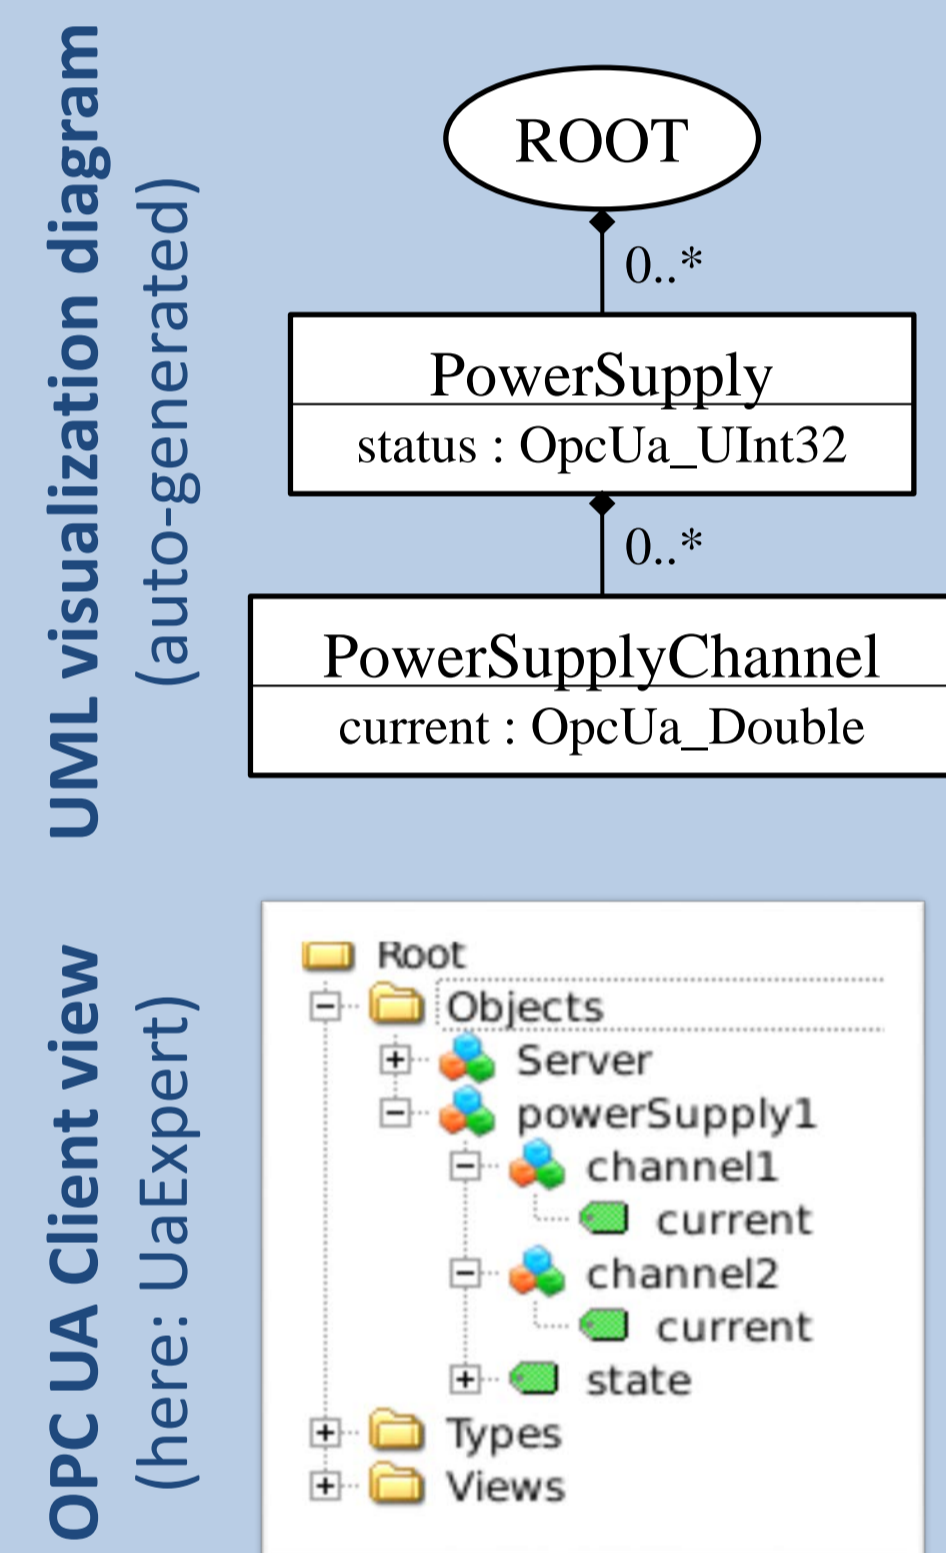 UML visualization diagram
(auto-generated)
ROOT
0..*
PowerSupply
status : OpcUa_UInt32
0..*
PowerSupplyChannel
current : OpcUa_Double
OPC UA Client view
(here: UaExpert)
Root
Objects
Server
powerSupply1
channel1
current
channel2
current
state
Types
Views